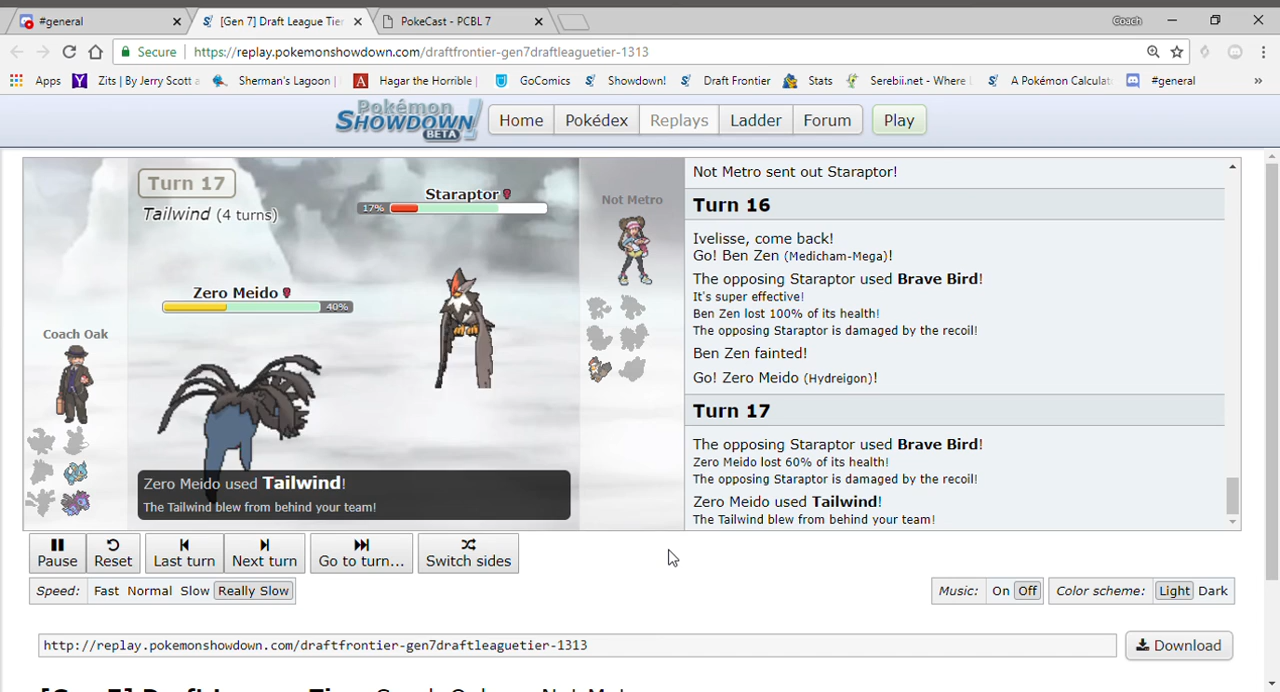 #general
[Gen 7] Draft League Tier
PokeCast - PCBL 7
Coach
Secure
https://replay.pokemonshowdown.com/draftfrontier-gen7draftleaguetier-1313
Apps
Zits | By Jerry Scott a
Sherman's Lagoon |
Hagar the Horrible |
GoComics
Showdown!
Draft Frontier
Stats
Serebii.net - Where L
A Pokémon Calculato
#general
»
Pokémon
SHOWDOWN!
BETA
Home
Pokédex
Replays
Ladder
Forum
Play
Turn 17
Tailwind (4 turns)
Staraptor
17%
Zero Meido
40%
Coach Oak
Not Metro
Zero Meido used Tailwind!
The Tailwind blew from behind your team!
Not Metro sent out Staraptor!
Turn 16
Ivelisse, come back!
Go! Ben Zen (Medicham-Mega)!
The opposing Staraptor used Brave Bird!
It's super effective!
Ben Zen lost 100% of its health!
The opposing Staraptor is damaged by the recoil!
Ben Zen fainted!
Go! Zero Meido (Hydreigon)!
Turn 17
The opposing Staraptor used Brave Bird!
Zero Meido lost 60% of its health!
The opposing Staraptor is damaged by the recoil!
Zero Meido used Tailwind!
The Tailwind blew from behind your team!
Pause
Reset
Last turn
Next turn
Go to turn...
Switch sides
Speed: Fast Normal Slow Really Slow
Music: On Off
Color scheme: Light Dark
http://replay.pokemonshowdown.com/draftfrontier-gen7draftleaguetier-1313
Download